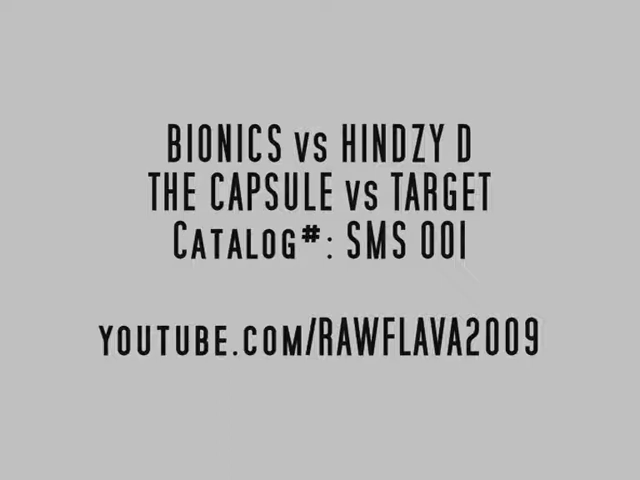 BIONICS vs HINDZY D
THE CAPSULE vs TARGET
CATALOG#: SMS 001
YOUTUBE.COM/RAWFLAVA2009